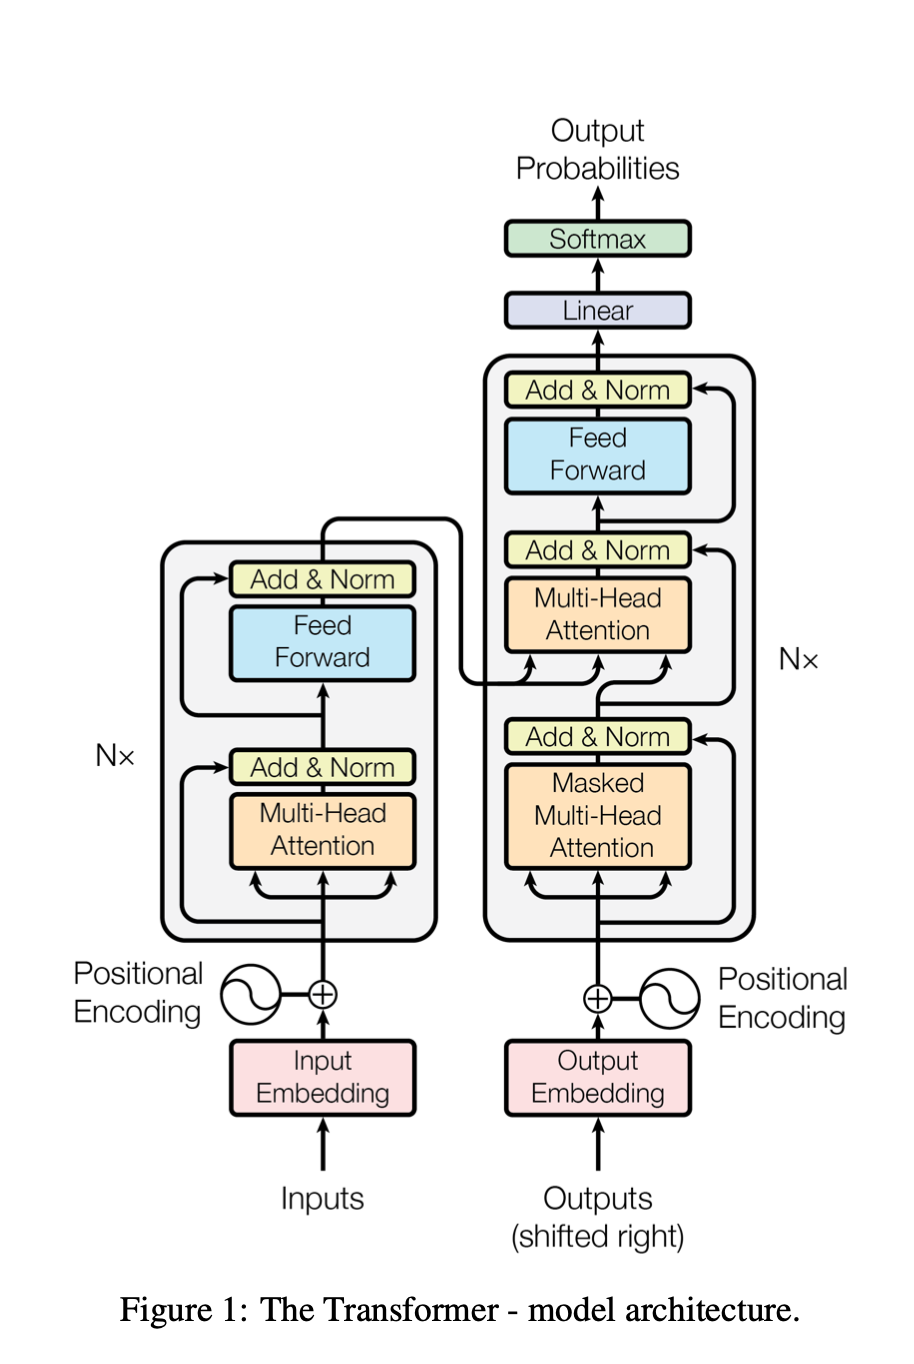 Output
Probabilities
Softmax
Linear
Add & Norm
Feed
Forward
Add & Norm
Multi-Head
Attention
Add & Norm
Masked
Multi-Head
Attention
N×
Add & Norm
Feed
Forward
Add & Norm
Multi-Head
Attention
N×
Positional
Encoding
Positional
Encoding
Input
Embedding
Output
Embedding
Inputs
Outputs
(shifted right)
Figure 1: The Transformer - model architecture.